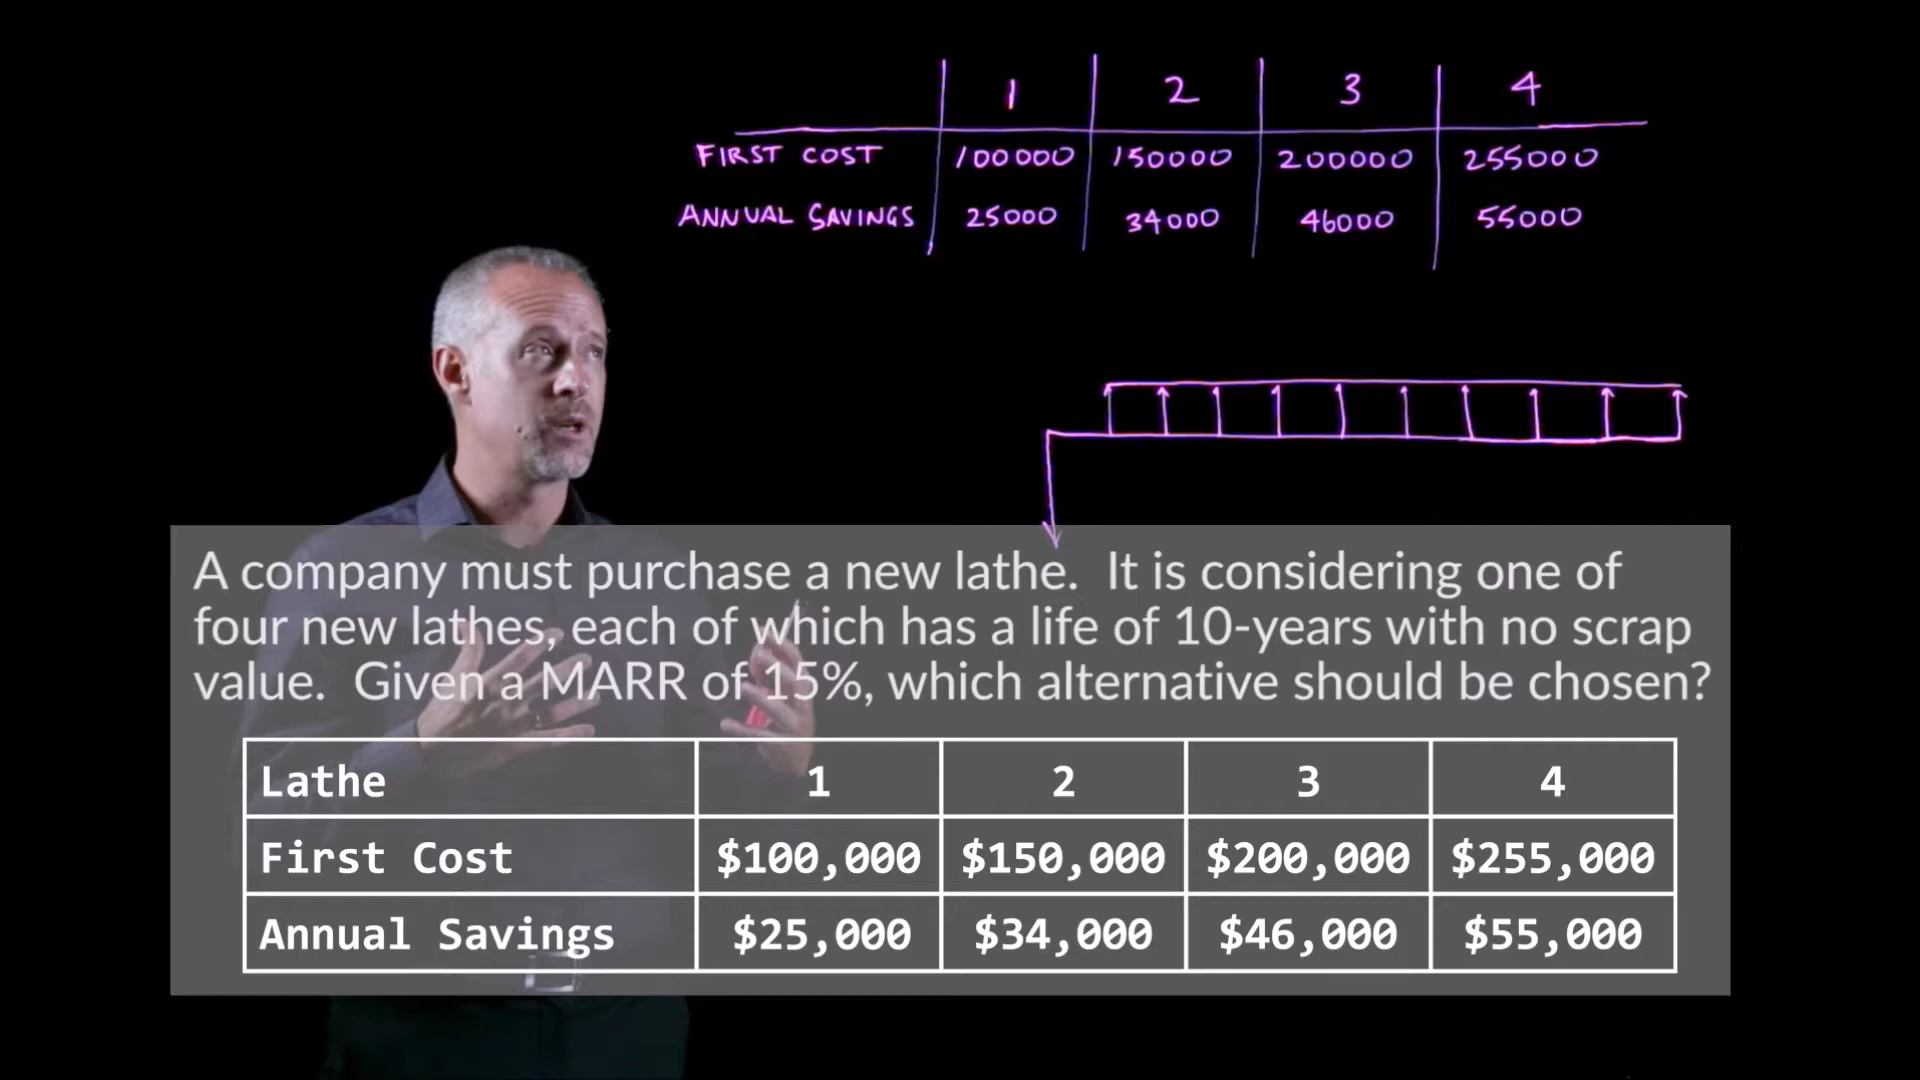 1 2 3 4
FIRST COST 100000 150000 200000 255000
ANNUAL SAVINGS 25000 34000 46000 55000
A company must purchase a new lathe. It is considering one of
four new lathes, each of which has a life of 10-years with no scrap
value. Given a MARR of 15%, which alternative should be chosen?
Lathe 1 2 3 4
First Cost $100,000 $150,000 $200,000 $255,000
Annual Savings $25,000 $34,000 $46,000 $55,000